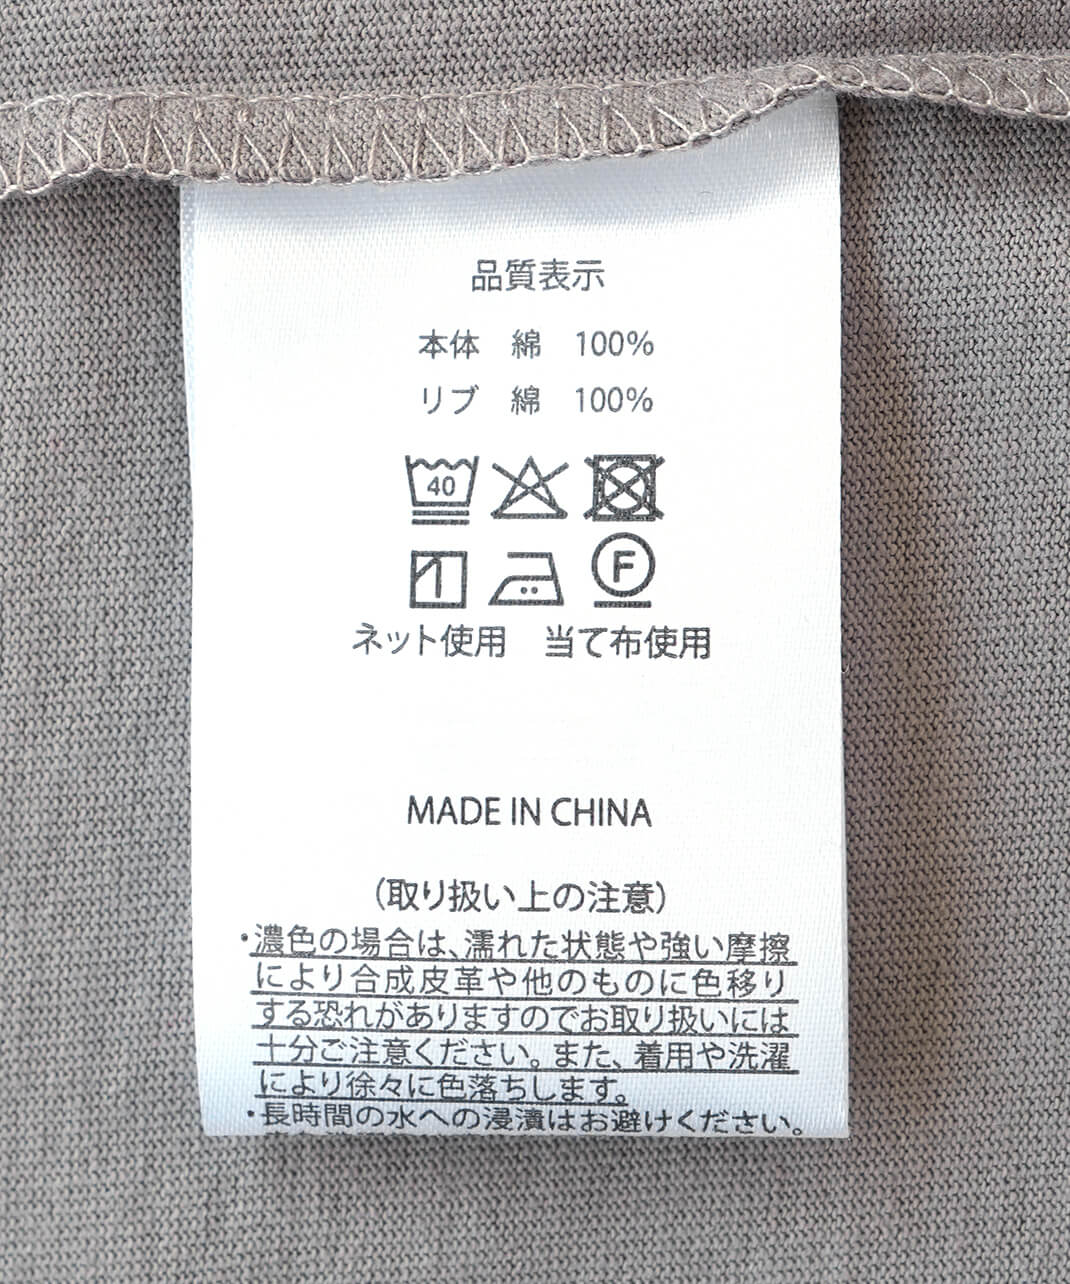 品質表示
本体　綿　100%
リブ　綿　100%
40
F
ネット使用　当て布使用
MADE IN CHINA
（取り扱い上の注意）
・濃色の場合は、濡れた状態や強い摩擦
により合成皮革や他のものに色移り
する恐れがありますのでお取り扱いには
十分ご注意ください。また、着用や洗濯
により徐々に色落ちします。
・長時間の水への浸漬はお避けください。